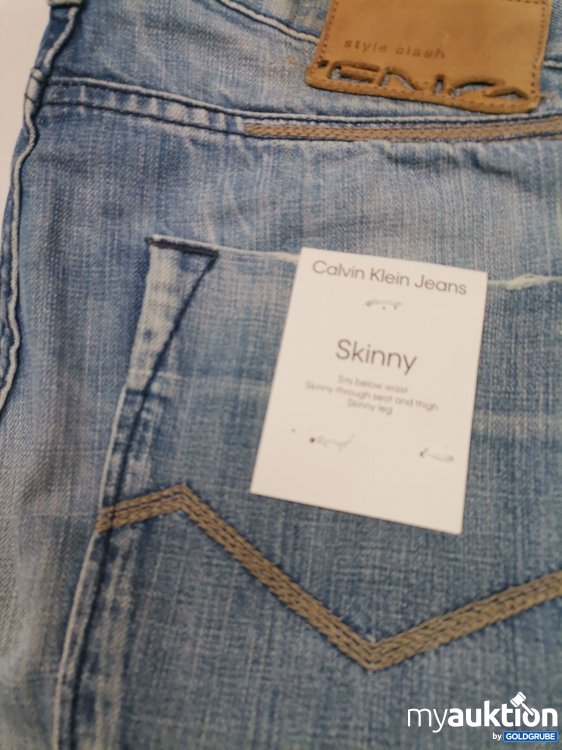 style clash
Calvin Klein Jeans
Skinny
Sits below waist
Skinny through seat and thigh
Skinny leg
myauktion
by GOLDGRUBE